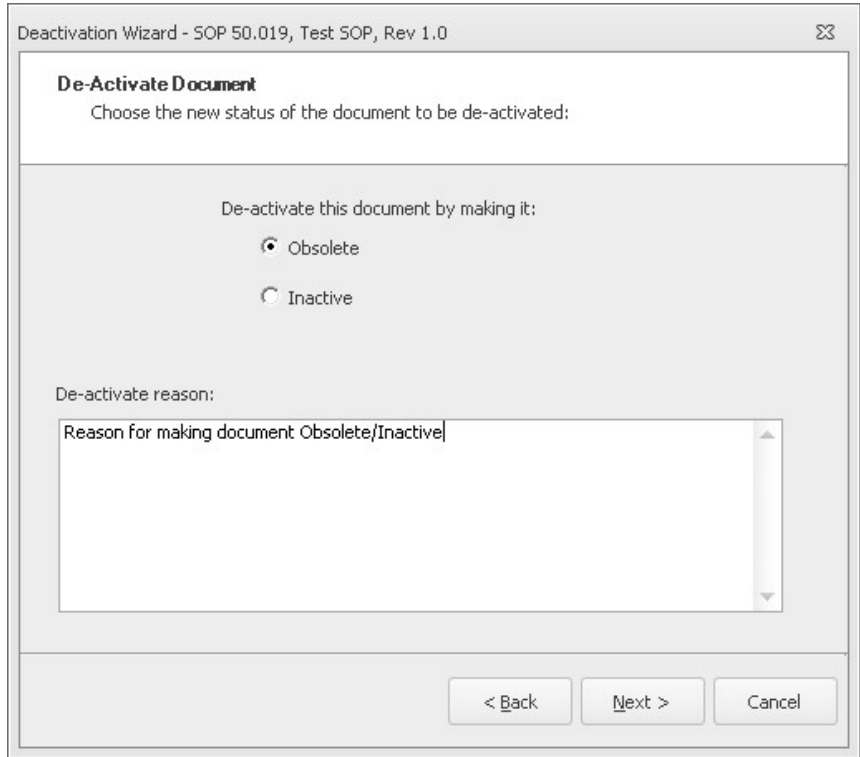 Deactivation Wizard - SOP 50.019, Test SOP, Rev 1.0
De-Activate Document
Choose the new status of the document to be de-activated:
De-activate this document by making it:
Obsolete
Inactive
De-activate reason:
Reason for making document Obsolete/Inactive
< Back Next > Cancel